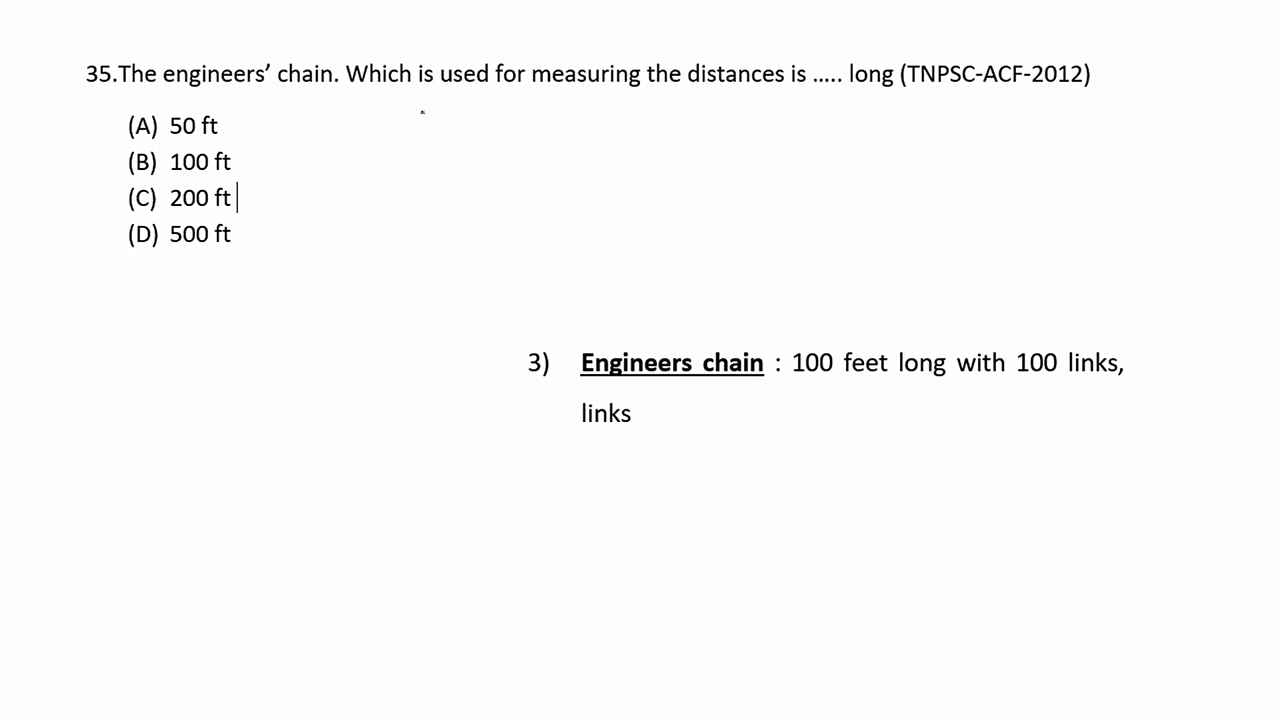 35.The engineers’ chain. Which is used for measuring the distances is ..... long (TNPSC-ACF-2012)
(A) 50 ft
(B) 100 ft
(C) 200 ft
(D) 500 ft
3) Engineers chain : 100 feet long with 100 links,
links